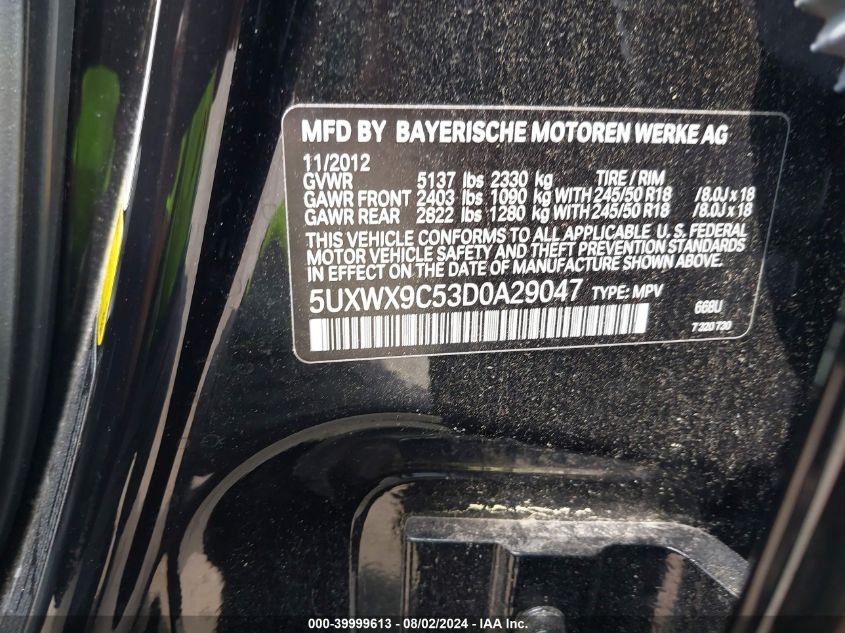 MFD BY BAYERISCHE MOTOREN WERKE AG
11/2012
GVWR 5137 lbs 2330 kg TIRE / RIM
GAWR FRONT 2403 lbs 1090 kg WITH 245/50 R18 /8.0J x 18
GAWR REAR 2822 lbs 1280 kg WITH 245/50 R18 /8.0J x 18
THIS VEHICLE CONFORMS TO ALL APPLICABLE U. S. FEDERAL
MOTOR VEHICLE SAFETY AND THEFT PREVENTION STANDARDS
IN EFFECT ON THE DATE OF MANUFACTURE SHOWN ABOVE.
5UXWX9C53D0A29047 TYPE: MPV
668U
7 320 730
000-39999613 - 08/02/2024 - IAAI Inc.